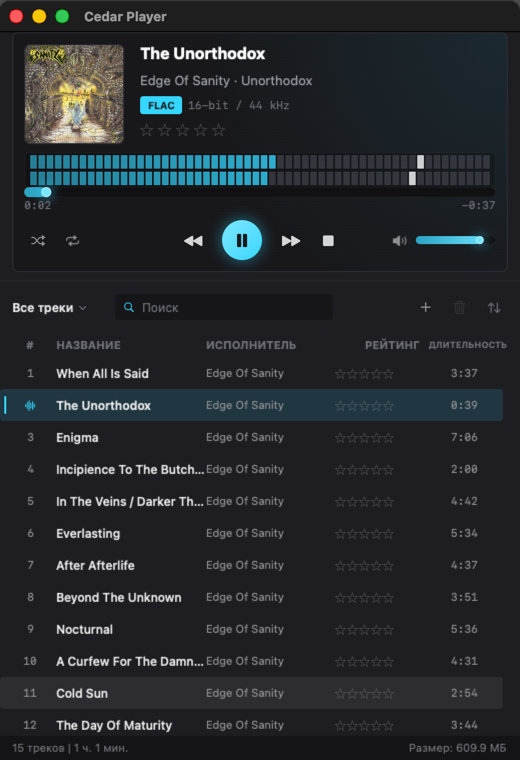 Cedar Player
The Unorthodox
Edge Of Sanity · Unorthodox
FLAC 16-bit / 44 kHz
0:02 -0:37
Все треки Поиск
# НАЗВАНИЕ ИСПОЛНИТЕЛЬ РЕЙТИНГ ДЛИТЕЛЬНОСТЬ
1 When All Is Said Edge Of Sanity 3:37
The Unorthodox Edge Of Sanity 0:39
3 Enigma Edge Of Sanity 7:06
4 Incipience To The Butch... Edge Of Sanity 2:00
5 In The Veins / Darker Th... Edge Of Sanity 4:42
6 Everlasting Edge Of Sanity 5:34
7 After Afterlife Edge Of Sanity 4:37
8 Beyond The Unknown Edge Of Sanity 3:51
9 Nocturnal Edge Of Sanity 5:36
10 A Curfew For The Damn... Edge Of Sanity 4:31
11 Cold Sun Edge Of Sanity 2:54
12 The Day Of Maturity Edge Of Sanity 3:44
15 треков | 1 ч. 1 мин. Размер: 609.9 МБ